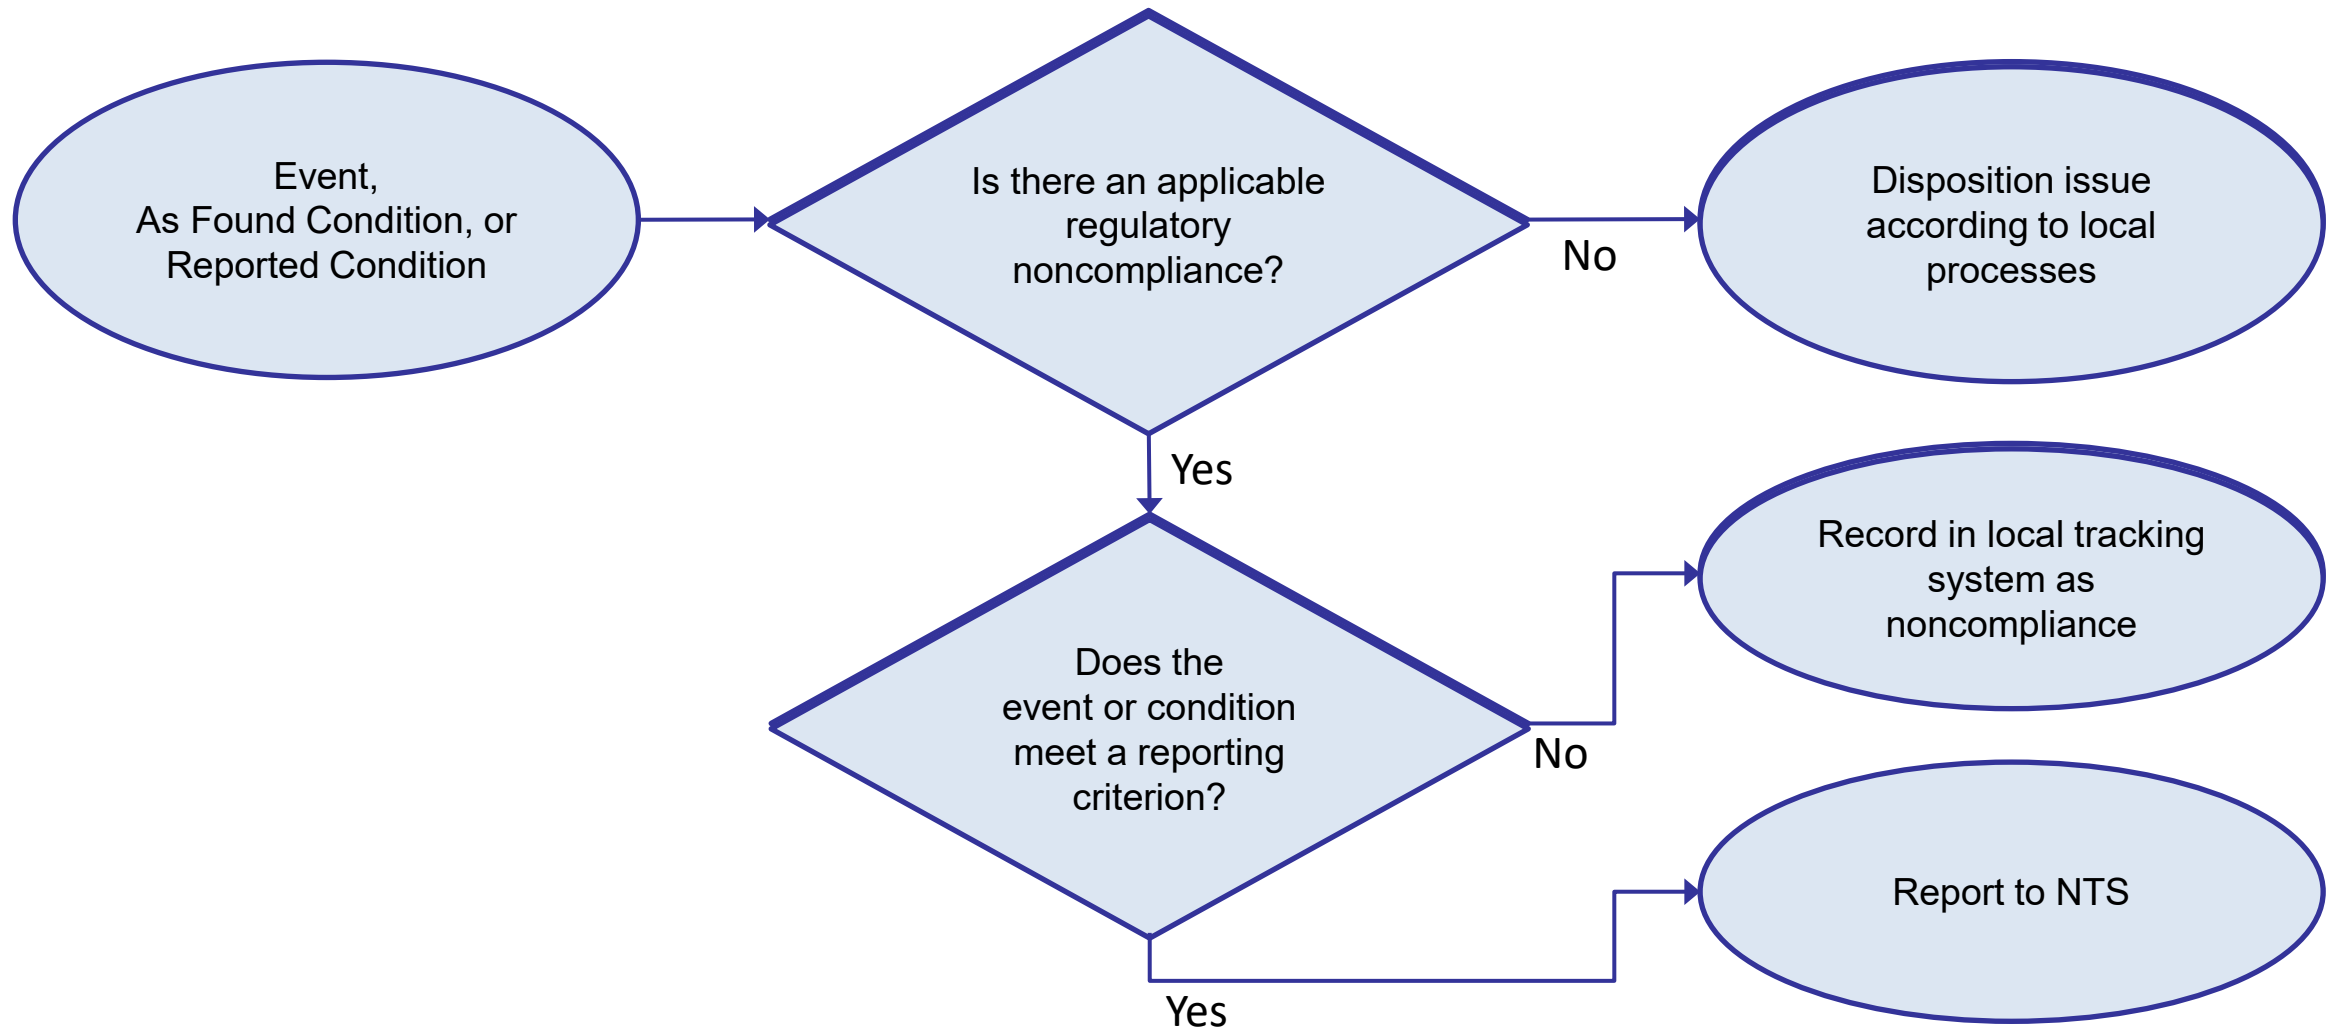 Event,
As Found Condition, or
Reported Condition
Is there an applicable
regulatory
noncompliance?
No
Disposition issue
according to local
processes
Yes
Does the
event or condition
meet a reporting
criterion?
No
Record in local tracking
system as
noncompliance
Yes
Report to NTS